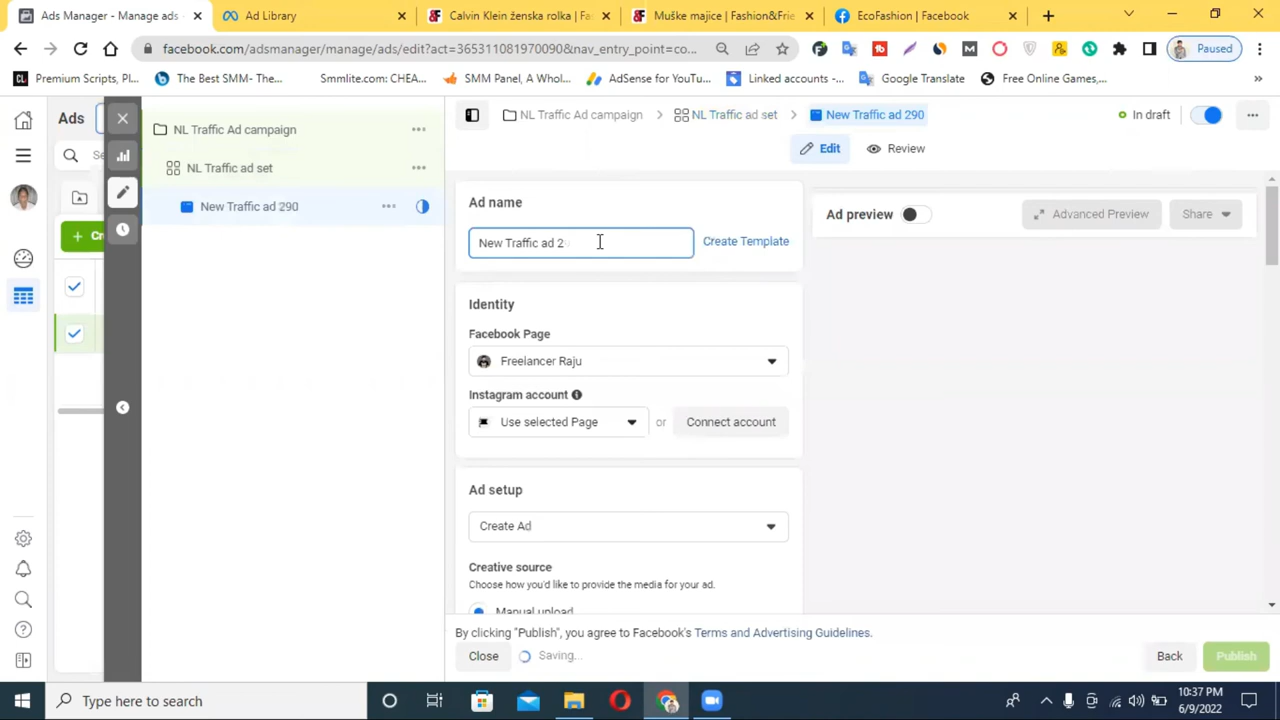 Ads Manager - Manage ads -
Ad Library
Calvin Klein ženska rolka | Fa
Muške majice | Fashion&Frie
EcoFashion | Facebook
facebook.com/adsmanager/manage/ads/edit?act=365311081970090&nav_entry_point=co...
Paused
Premium Scripts, Pl...
The Best SMM- The...
Smmlite.com: CHEA...
SMM Panel, A Whol...
AdSense for YouTu...
Linked accounts -...
Google Translate
Free Online Games,...
Ads
NL Traffic Ad campaign
NL Traffic ad set
New Traffic ad 290
NL Traffic Ad campaign
NL Traffic ad set
New Traffic ad 290
In draft
Edit
Review
Ad name
New Traffic ad 2
Create Template
Ad preview
Advanced Preview
Share
Identity
Facebook Page
Freelancer Raju
Instagram account
Use selected Page
or
Connect account
Ad setup
Create Ad
Creative source
Choose how you'd like to provide the media for your ad.
Manual upload
By clicking "Publish", you agree to Facebook's Terms and Advertising Guidelines.
Close
Saving...
Back
Publish
Type here to search
10:37 PM
6/9/2022